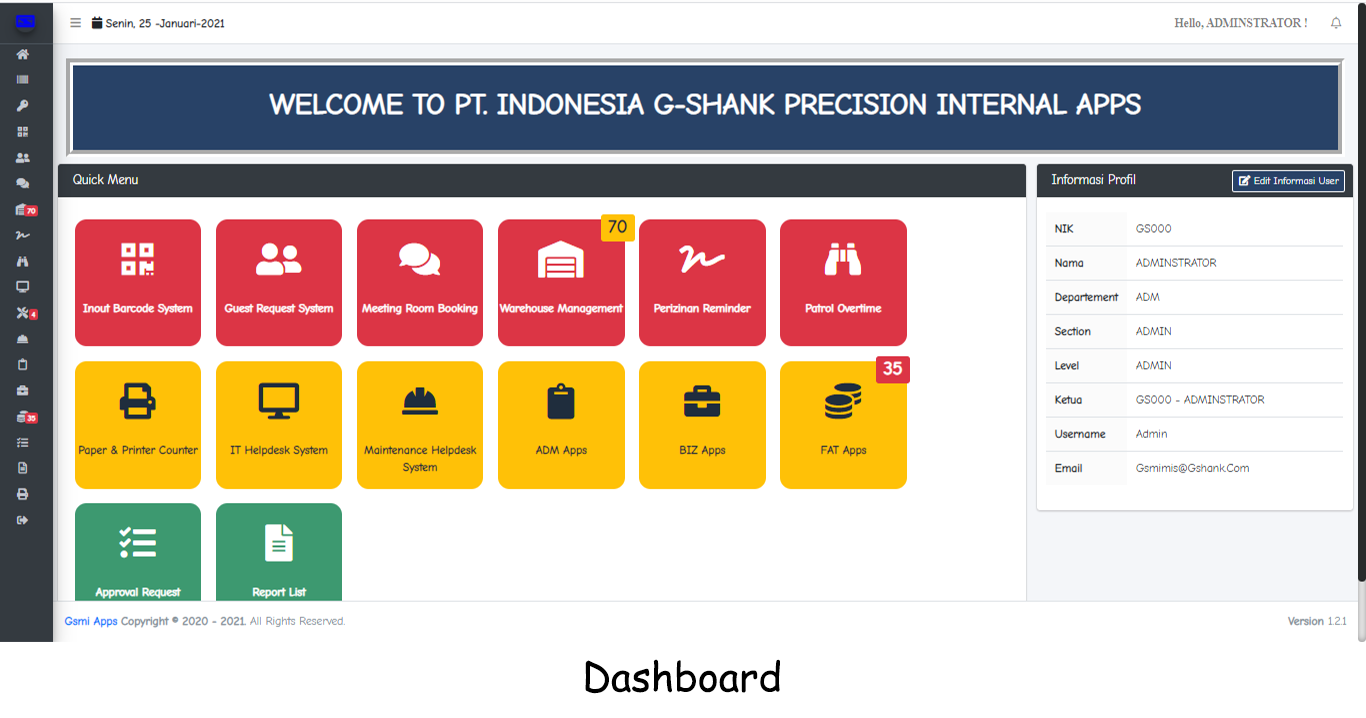 Senin, 25 -Januari-2021
Hello, ADMINSTRATOR !
WELCOME TO PT. INDONESIA G-SHANK PRECISION INTERNAL APPS
Quick Menu
Inout Barcode System
Guest Request System
Meeting Room Booking
70
Warehouse Management
Perizinan Reminder
Patrol Overtime
Paper & Printer Counter
IT Helpdesk System
Maintenance Helpdesk
System
ADM Apps
BIZ Apps
35
FAT Apps
Approval Request
Report List
Informasi Profil
Edit Informasi User
NIK GS000
Nama ADMINSTRATOR
Departement ADM
Section ADMIN
Level ADMIN
Ketua GS000 - ADMINSTRATOR
Username Admin
Email Gsmimis@Gshank.Com
70
4
35
Gsmi Apps Copyright © 2020 - 2021. All Rights Reserved.
Version 1.2.1
Dashboard